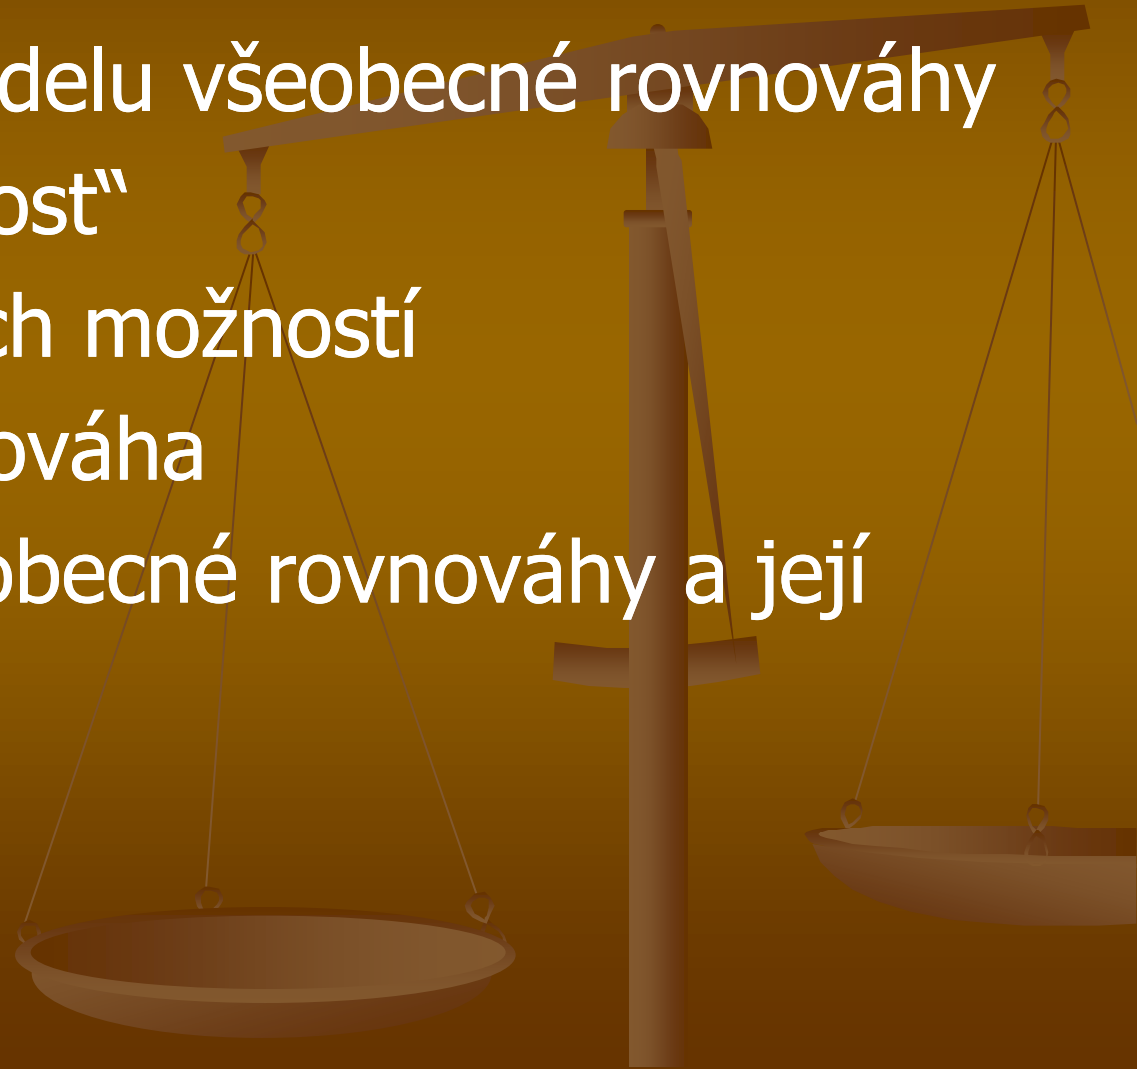 delu všeobecné rovnováhy
ost“
ch možností
ováha
obecné rovnováhy a její